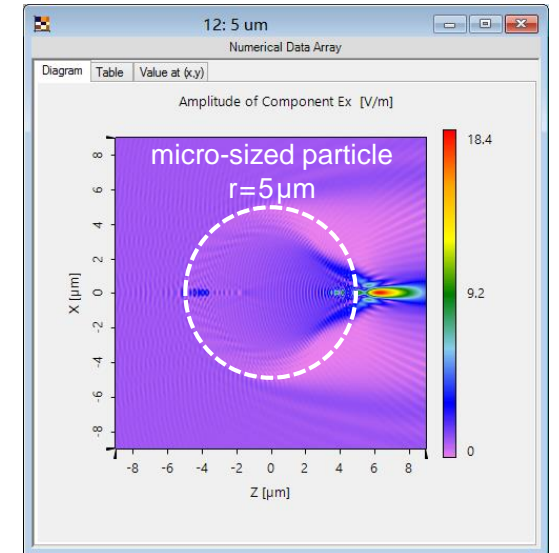 12: 5 um
Numerical Data Array
Diagram Table Value at (x,y)
Amplitude of Component Ex [V/m]
micro-sized particle
r=5µm
18.4
9.2
0
X [µm]
8
6
4
2
0
-2
-4
-6
-8
-8 -6 -4 -2 0 2 4 6 8
Z [µm]